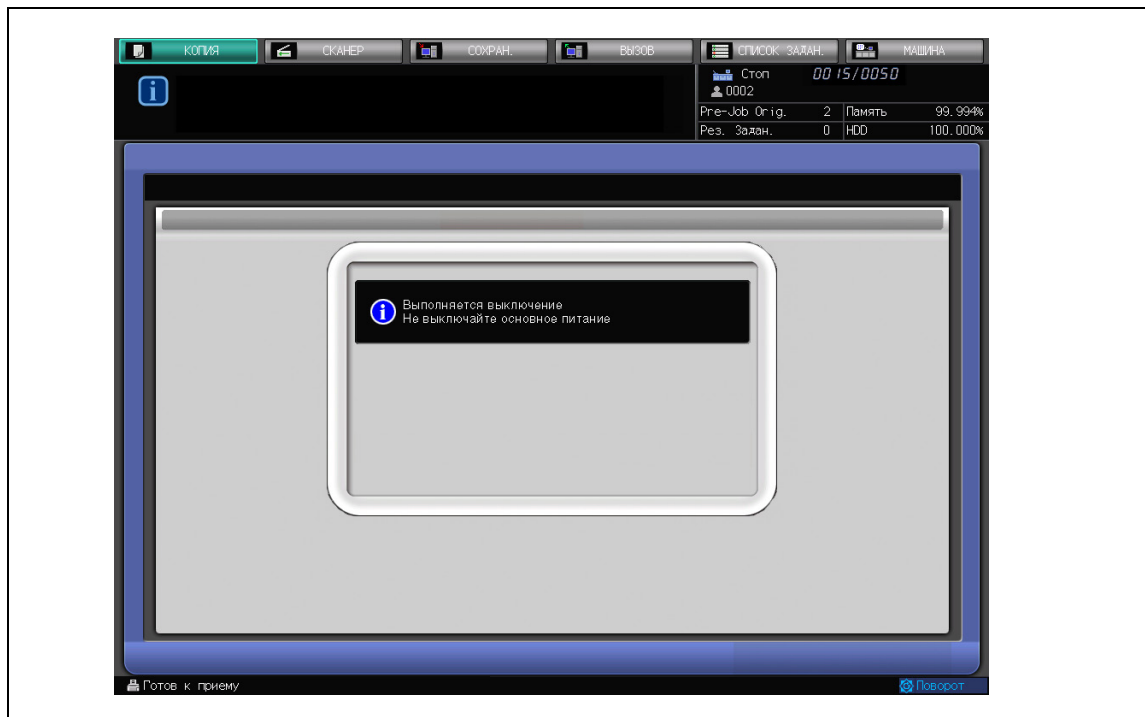 КОПИЯ СКАНЕР СОХРАН. ВЫЗОВ СПИСОК ЗАДАН. МАШИНА
Стоп 0015/0050
0002
Pre-Job Orig. 2 Память 99.994%
Рез. Задан. 0 HDD 100.000%
Выполняется выключение
Не выключайте основное питание
Готов к приему Поворот